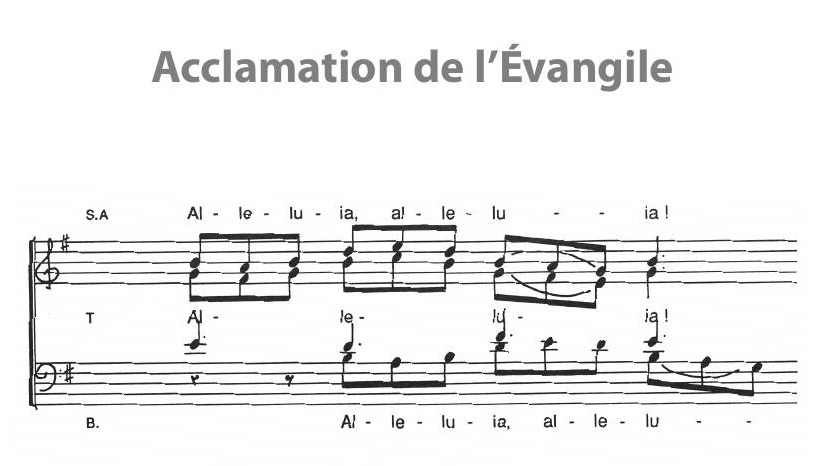 Acclamation de l’Évangile
S.A Al - le - lu - ia, al - le - lu - - ia !
T Al - le - lu - ia !
B. Al - le - lu - ia, al - le - lu - -